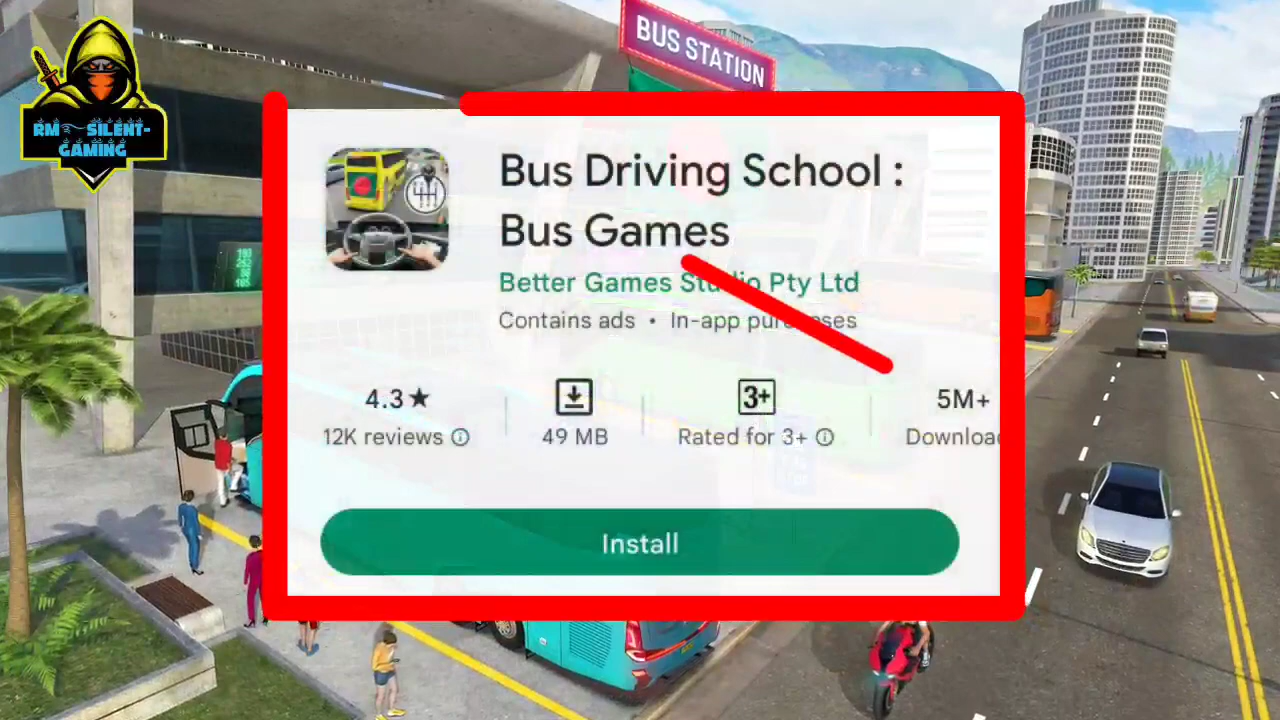 BUS STATION
RM SILENT-
GAMING
Bus Driving School :
Bus Games
Better Games Studio Pty Ltd
Contains ads • In-app purchases
4.3★
3+
5M+
12K reviews
49 MB
Rated for 3+
Downloa
Install